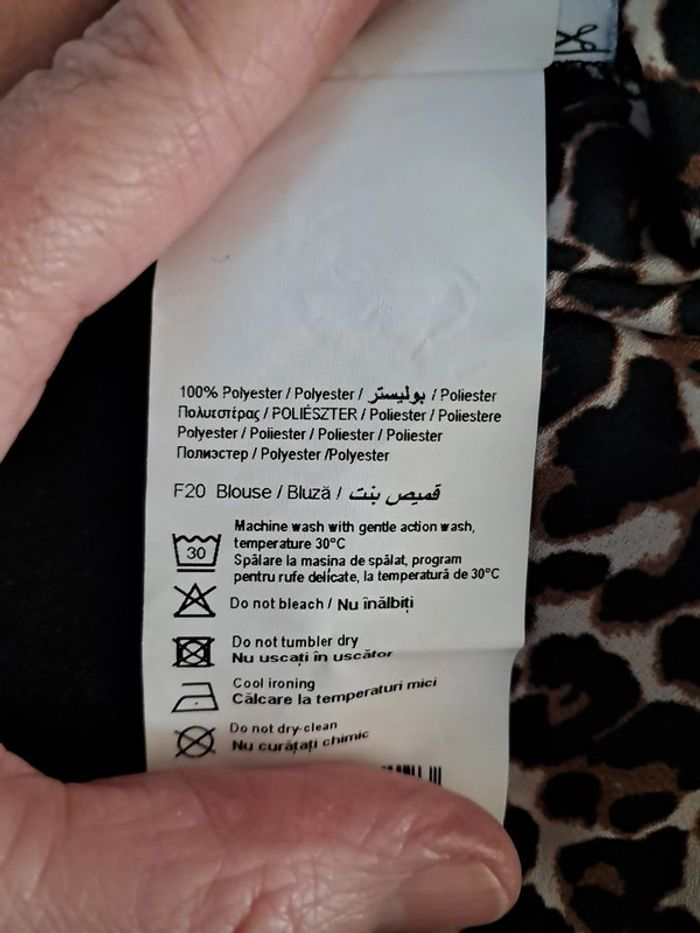 100% Polyester / Polyester / بوليستر / Poliester
Πολυεστέρας / POLIÉSZTER / Poliester / Poliestere
Polyester / Poliester / Poliester / Poliester
Полиэстер / Polyester /Polyester
F20 Blouse / Bluză / قميص بنت
Machine wash with gentle action wash,
temperature 30°C
30
Spălare la masina de spălat, program
pentru rufe delicate, la temperatură de 30°C
Do not bleach / Nu înălbiți
Do not tumbler dry
Nu uscați în uscător
Cool ironing
Călcare la temperaturi mici
Do not dry-clean
Nu curățați chimic